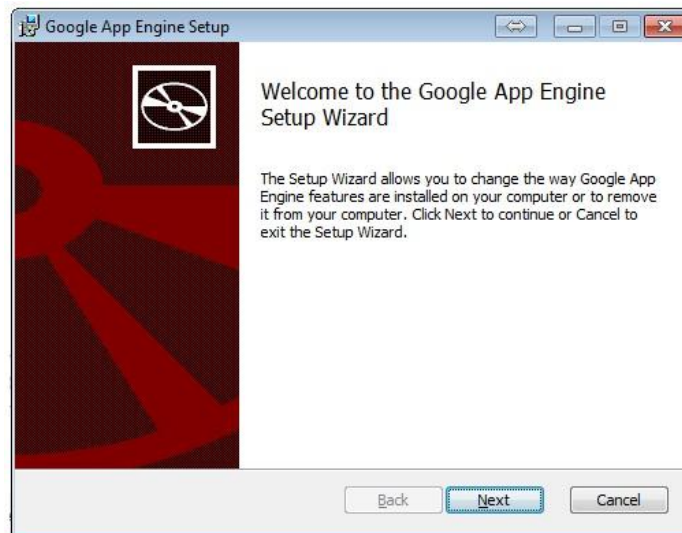 Google App Engine Setup
Welcome to the Google App Engine
Setup Wizard
The Setup Wizard allows you to change the way Google App
Engine features are installed on your computer or to remove
it from your computer. Click Next to continue or Cancel to
exit the Setup Wizard.
Back Next Cancel